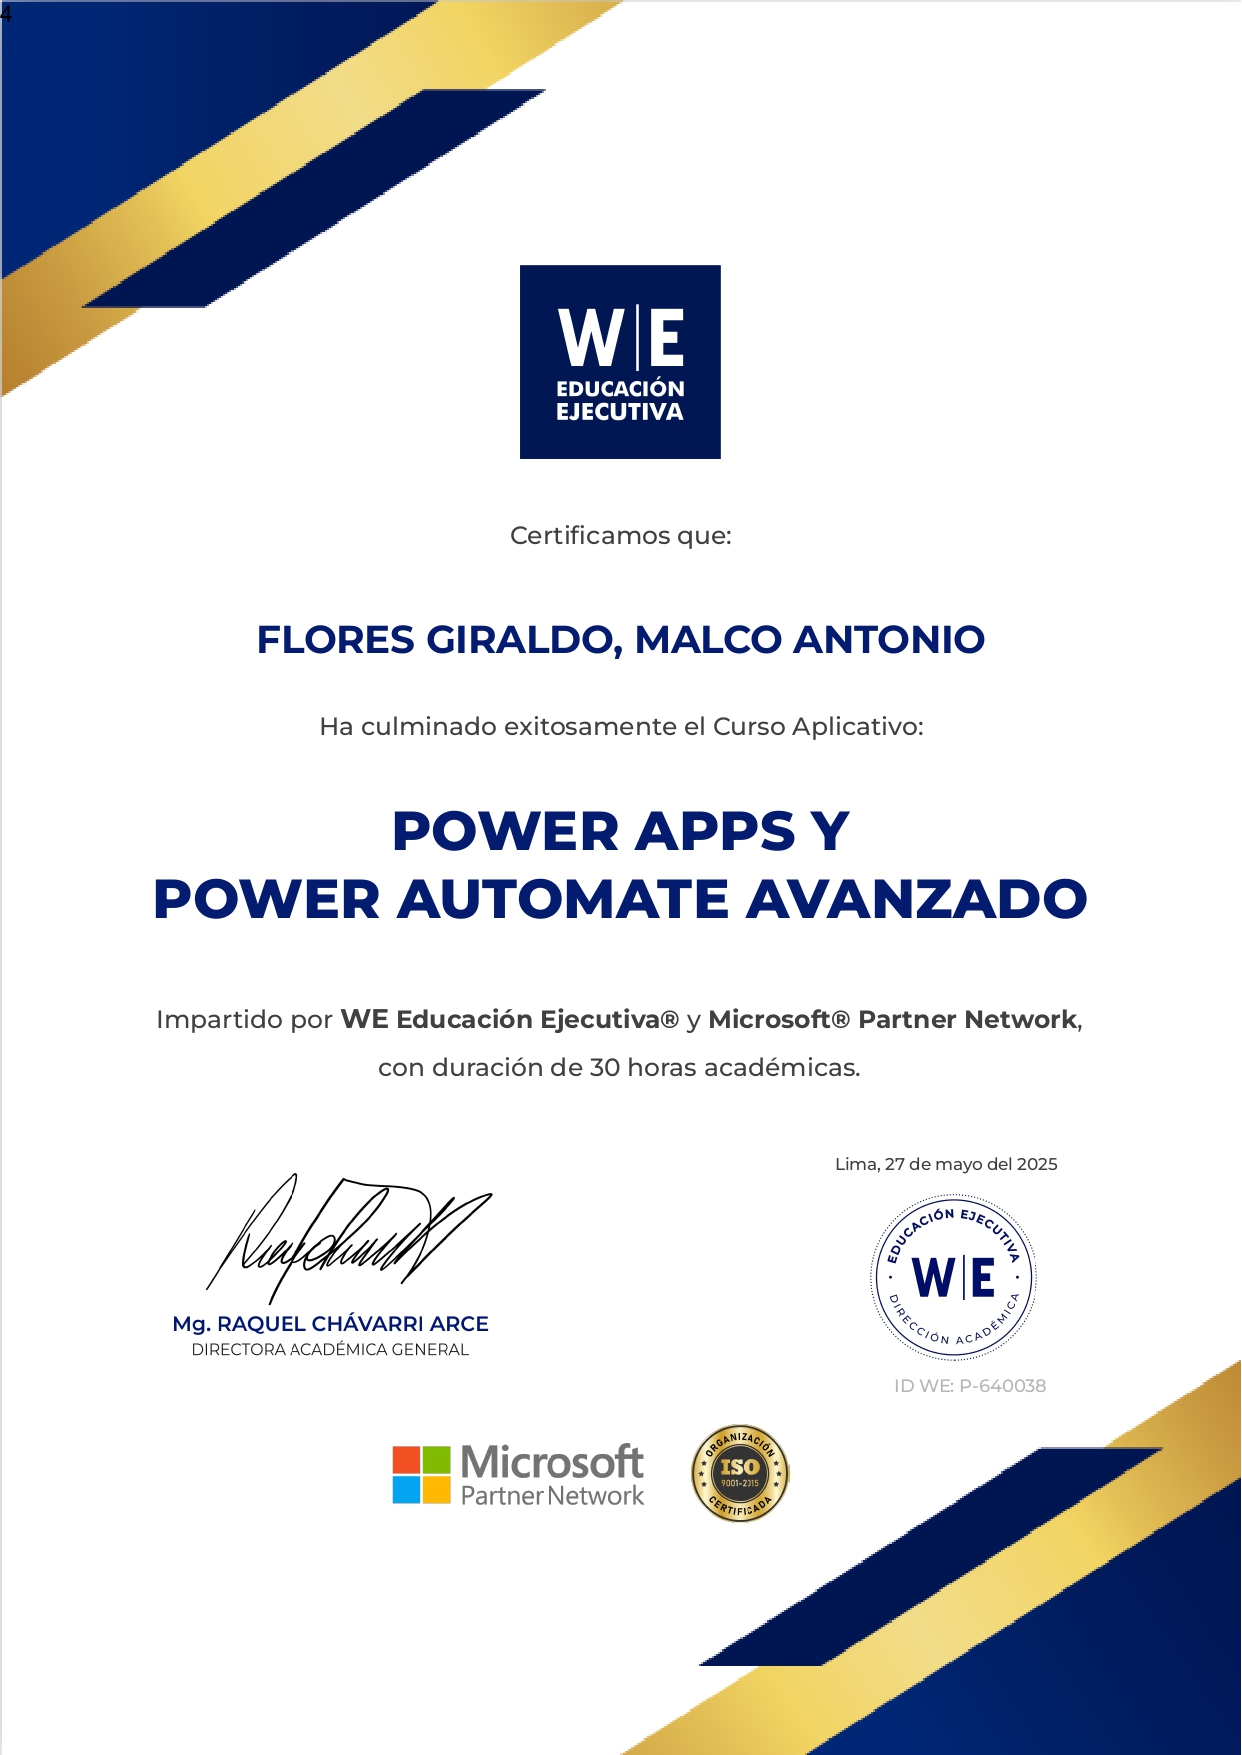 4
W|E
EDUCACIÓN
EJECUTIVA
Certificamos que:
FLORES GIRALDO, MALCO ANTONIO
Ha culminado exitosamente el Curso Aplicativo:
POWER APPS Y
POWER AUTOMATE AVANZADO
Impartido por WE Educación Ejecutiva® y Microsoft® Partner Network,
con duración de 30 horas académicas.
Lima, 27 de mayo del 2025
EDUCACIÓN EJECUTIVA
W|E
DIRECCIÓN ACADÉMICA
Mg. RAQUEL CHÁVARRI ARCE
DIRECTORA ACADÉMICA GENERAL
ID WE: P-640038
Microsoft
Partner Network
ORGANIZACIÓN
ISO
9001-2315
CERTIFICADA